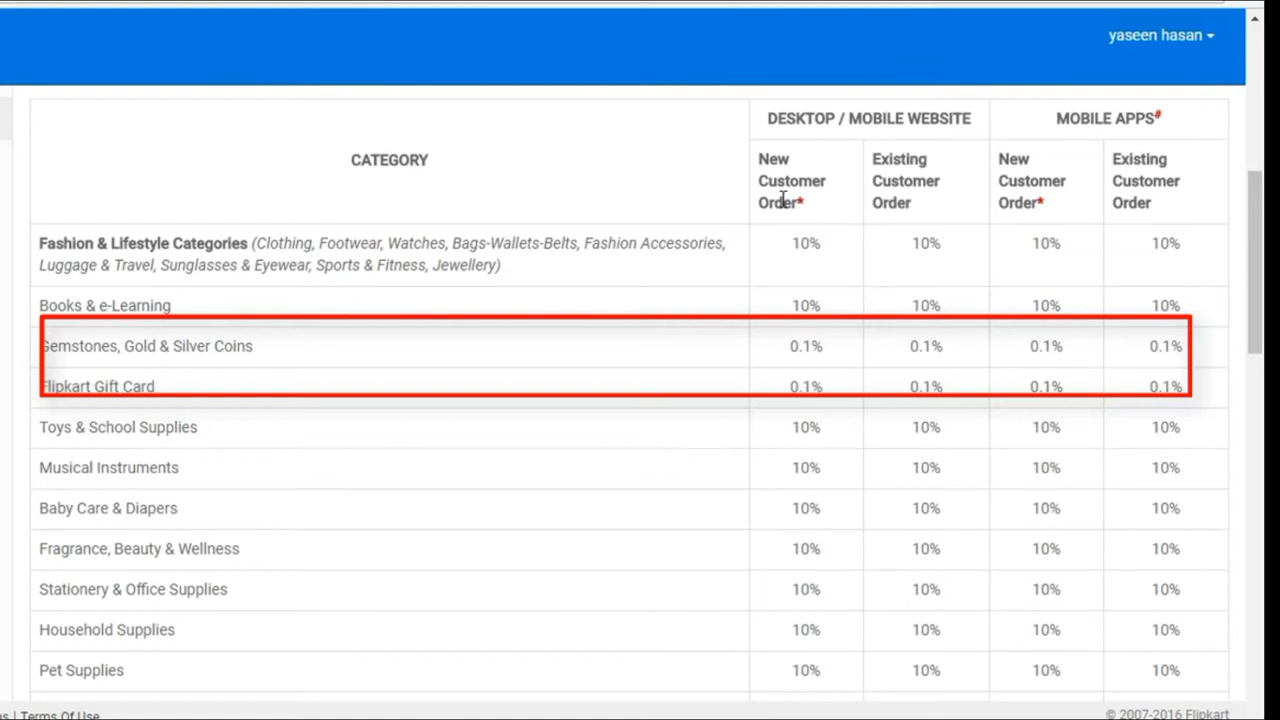 yaseen hasan
DESKTOP / MOBILE WEBSITE MOBILE APPS#
CATEGORY
New Customer Order* Existing Customer Order New Customer Order* Existing Customer Order
Fashion & Lifestyle Categories (Clothing, Footwear, Watches, Bags-Wallets-Belts, Fashion Accessories,
Luggage & Travel, Sunglasses & Eyewear, Sports & Fitness, Jewellery) 10% 10% 10% 10%
Books & e-Learning 10% 10% 10% 10%
Gemstones, Gold & Silver Coins 0.1% 0.1% 0.1% 0.1%
Flipkart Gift Card 0.1% 0.1% 0.1% 0.1%
Toys & School Supplies 10% 10% 10% 10%
Musical Instruments 10% 10% 10% 10%
Baby Care & Diapers 10% 10% 10% 10%
Fragrance, Beauty & Wellness 10% 10% 10% 10%
Stationery & Office Supplies 10% 10% 10% 10%
Household Supplies 10% 10% 10% 10%
Pet Supplies 10% 10% 10% 10%
| Terms Of Use © 2007-2016 Flipkart